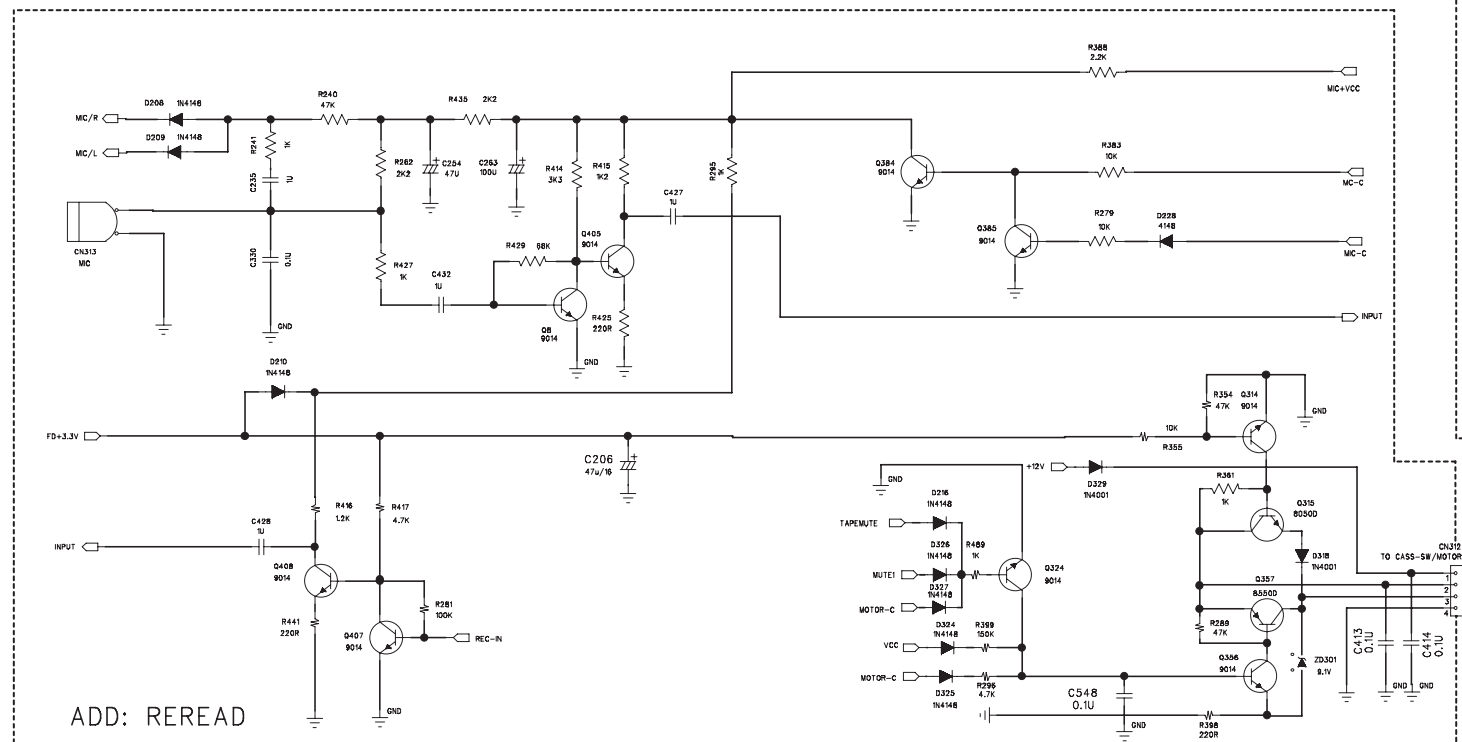 R388
2.2K
MIC+VCC
D208 1N4148
R240
47K
R435 2K2
MIC/R
D209 1N4148
MIC/L
R241
1K
R262
2K2
C254
47U
C263
100U
R414
3K3
R415
1K2
R295
1K
Q384
9014
R383
10K
MC-C
C235
1U
C427
1U
R279
10K
D228
4148
Q385
9014
MIC-C
CN313
MIC
C330
0.1U
R427
1K
R429 68K
Q405
9014
C432
1U
Q8
9014
R425
220R
INPUT
GND
GND
D210
1N4148
R354
47K
Q314
9014
GND
FD+3.3V
10K
R355
C206
47u/16
GND
+12V
D329
1N4001
R361
1K
Q315
8050D
R416
1.2K
R417
4.7K
D216
1N4148
TAPEMUTE
C428
1U
INPUT
D326
1N4148
R489
1K
D318
1N4001
CN312
TO CASS-SW/MOTOR
Q408
9014
MUTE1
D327
1N4148
Q324
9014
Q357
8550D
1
2
3
4
R281
100K
MOTOR-C
R441
220R
Q407
9014
REC-IN
D324
1N4148
R399
150K
VCC
R289
47K
C413
0.1U
C414
0.1U
Q356
9014
ZD301
9.1V
MOTOR-C
D325
1N4148
R296
4.7K
C548
0.1U
GND
GND
GND
ADD: REREAD
GND
R398
220R